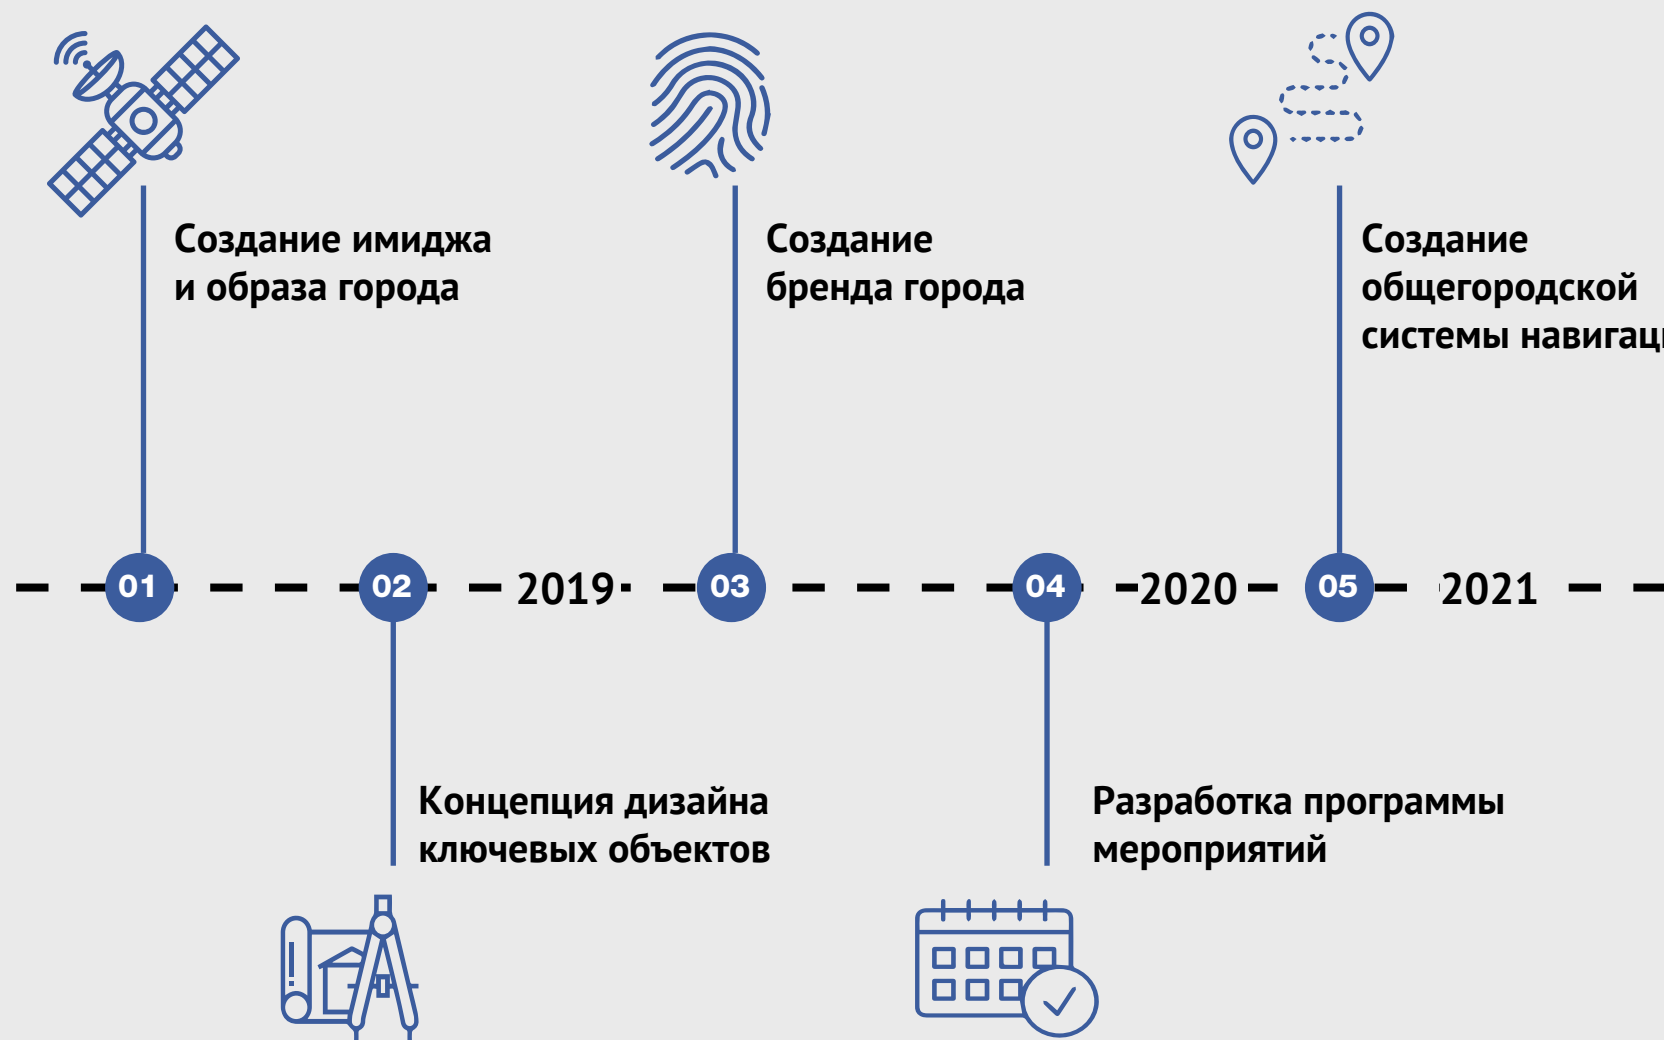 Создание имиджа
и образа города
Создание
бренда города
Создание
общегородской
системы
01
02
2019
03
04
2020
05
2021
Концепция дизайна
ключевых объектов
Разработка программы
мероприятий